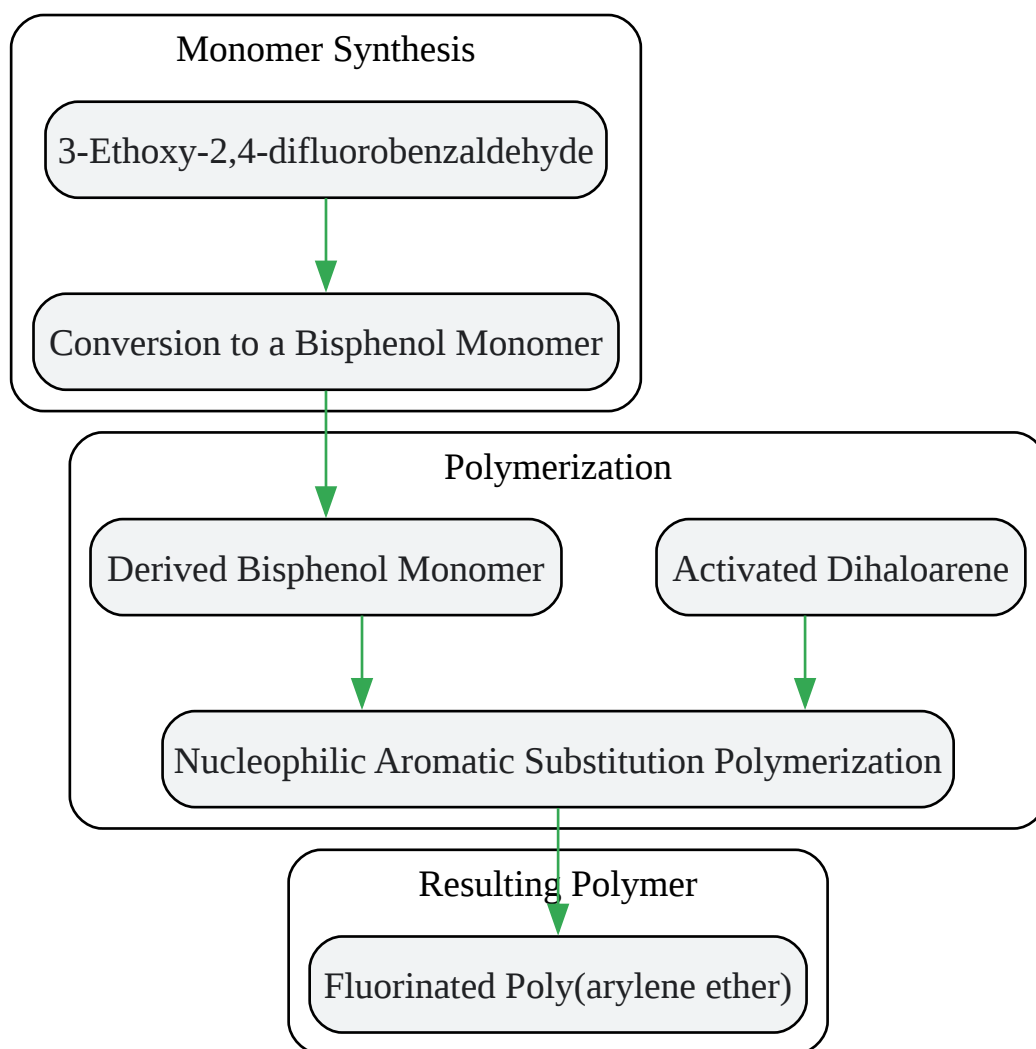 Monomer Synthesis
3-Ethoxy-2,4-difluorobenzaldehyde
Conversion to a Bisphenol Monomer
Polymerization
Derived Bisphenol Monomer
Activated Dihaloarene
Nucleophilic Aromatic Substitution Polymerization
Resulting Polymer
Fluorinated Poly(arylene ether)